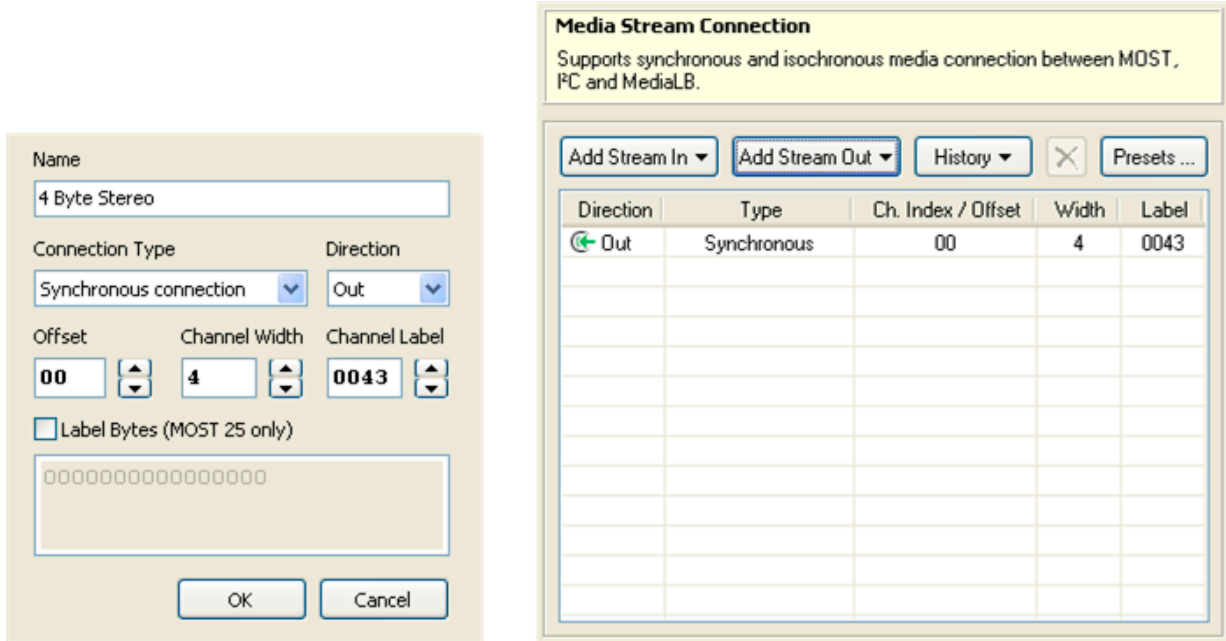 Name
4 Byte Stereo
Connection Type Direction
Synchronous connection Out
Offset Channel Width Channel Label
00 4 0043
Label Bytes (MOST 25 only)
0000000000000000
OK Cancel
Media Stream Connection
Supports synchronous and isochronous media connection between MOST,
I²C and MediaLB.
Add Stream In Add Stream Out History Presets ...
Direction Type Ch. Index / Offset Width Label
Out Synchronous 00 4 0043